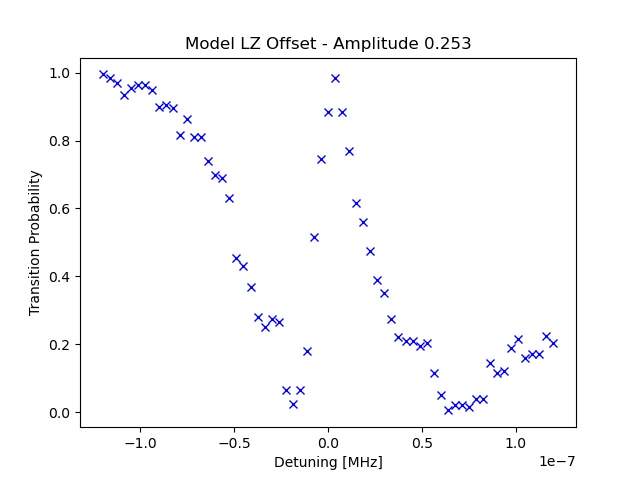 Model LZ Offset - Amplitude 0.253
Transition Probability
1.0
0.8
0.6
0.4
0.2
0.0
−1.0 −0.5 0.0 0.5 1.0
1e−7
Detuning [MHz]